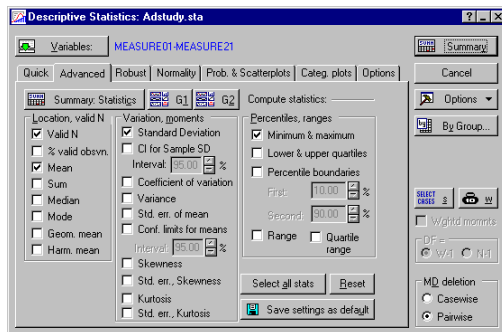 Descriptive Statistics: Adstudy.sta
Variables: MEASURE01-MEASURE21
Summary
Cancel
Options
By Group...
Quick Advanced Robust Normality Prob. & Scatterplots Categ. plots Options
Summary: Statistics G1 G2 Compute statistics:
Location, valid N
Valid N
% valid obsvn.
Mean
Sum
Median
Mode
Geom. mean
Harm. mean
Variation, moments
Standard Deviation
CI for Sample SD
Interval: 95.00 %
Coefficient of variation
Variance
Std. err. of mean
Conf. limits for means
Interval: 95.00 %
Skewness
Std. err., Skewness
Kurtosis
Std. err., Kurtosis
Percentiles, ranges
Minimum & maximum
Lower & upper quartiles
Percentile boundaries
First: 10.00 %
Second: 90.00 %
Range
Quartile range
Select all stats Reset
Save settings as default
SELECT CASES S W
Wghtd momnts
DF =
W-1 N-1
MD deletion
Casewise
Pairwise